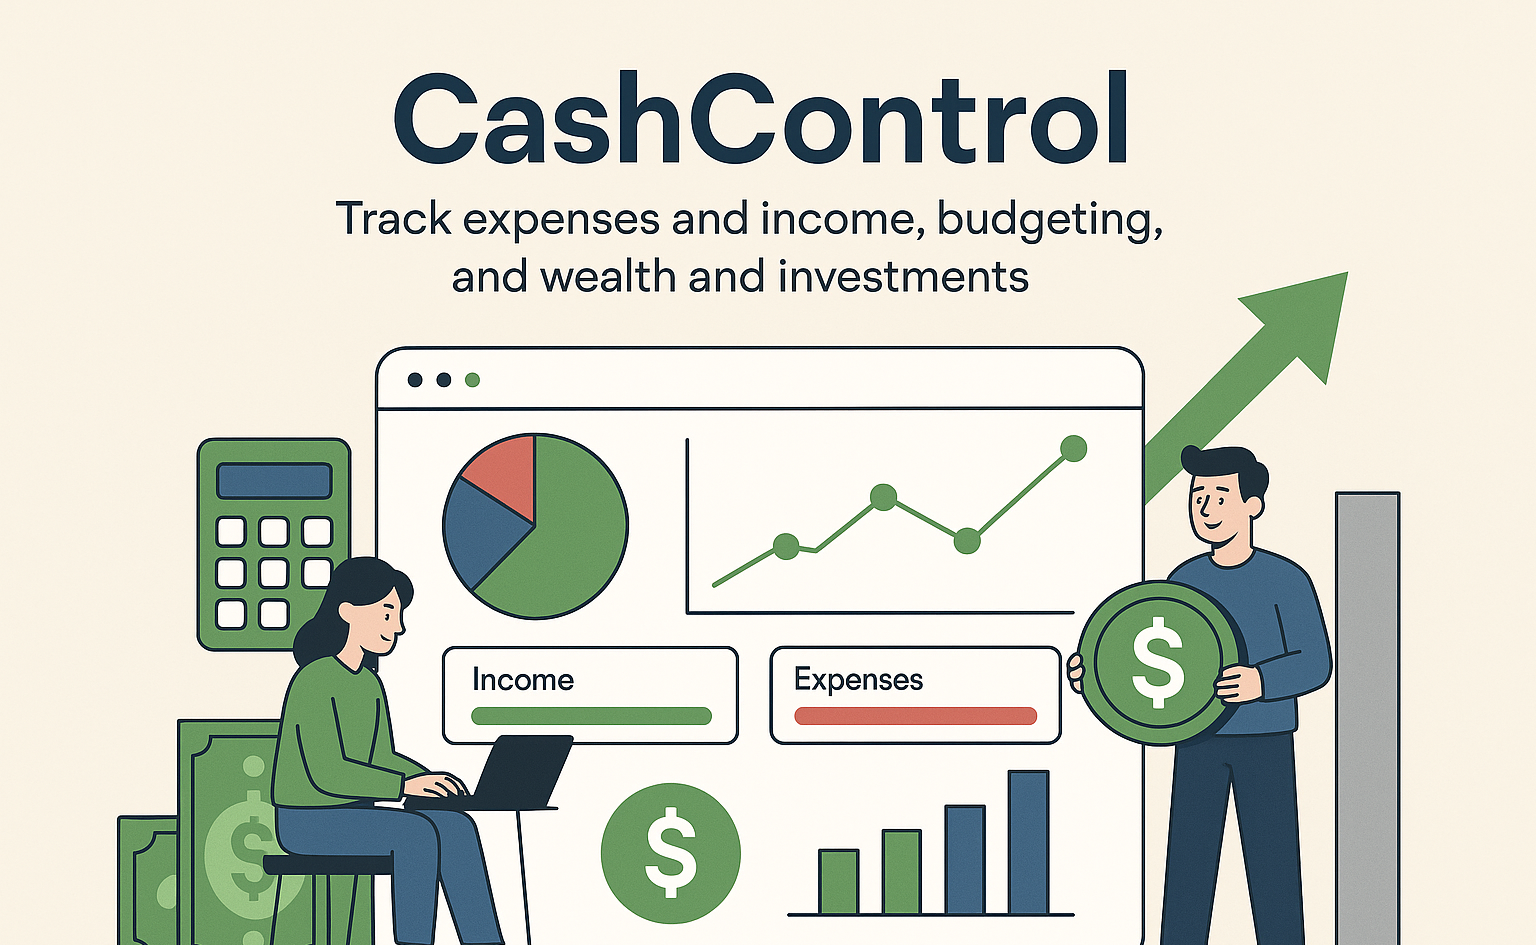 CashControl
Track expenses and income, budgeting,
and wealth and investments
Income
Expenses
$
$
$